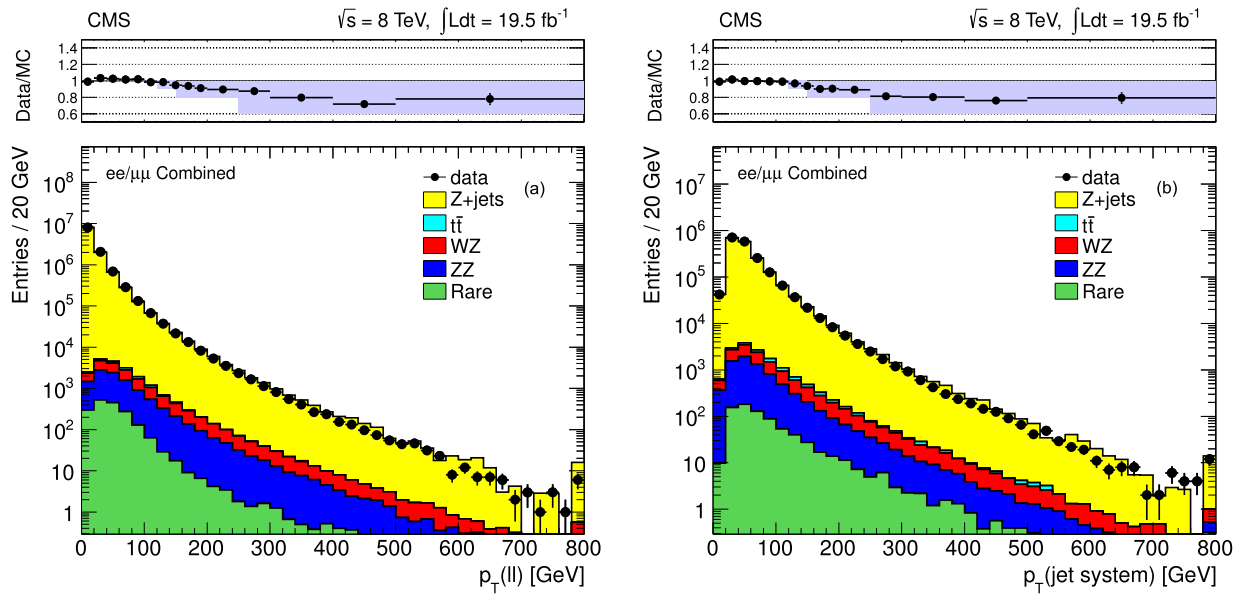 CMS
√s = 8 TeV, ∫Ldt = 19.5 fb⁻¹
Data/MC
1.4
1.2
1
0.8
0.6
Entries / 20 GeV
ee/μμ Combined
(a)
data
Z+jets
tt̄
WZ
ZZ
Rare
10⁸
10⁷
10⁶
10⁵
10⁴
10³
10²
10
1
0 100 200 300 400 500 600 700 800
p_T(ll) [GeV]
CMS
√s = 8 TeV, ∫Ldt = 19.5 fb⁻¹
Data/MC
1.4
1.2
1
0.8
0.6
Entries / 20 GeV
ee/μμ Combined
(b)
data
Z+jets
tt̄
WZ
ZZ
Rare
10⁷
10⁶
10⁵
10⁴
10³
10²
10
1
0 100 200 300 400 500 600 700 800
p_T(jet system) [GeV]